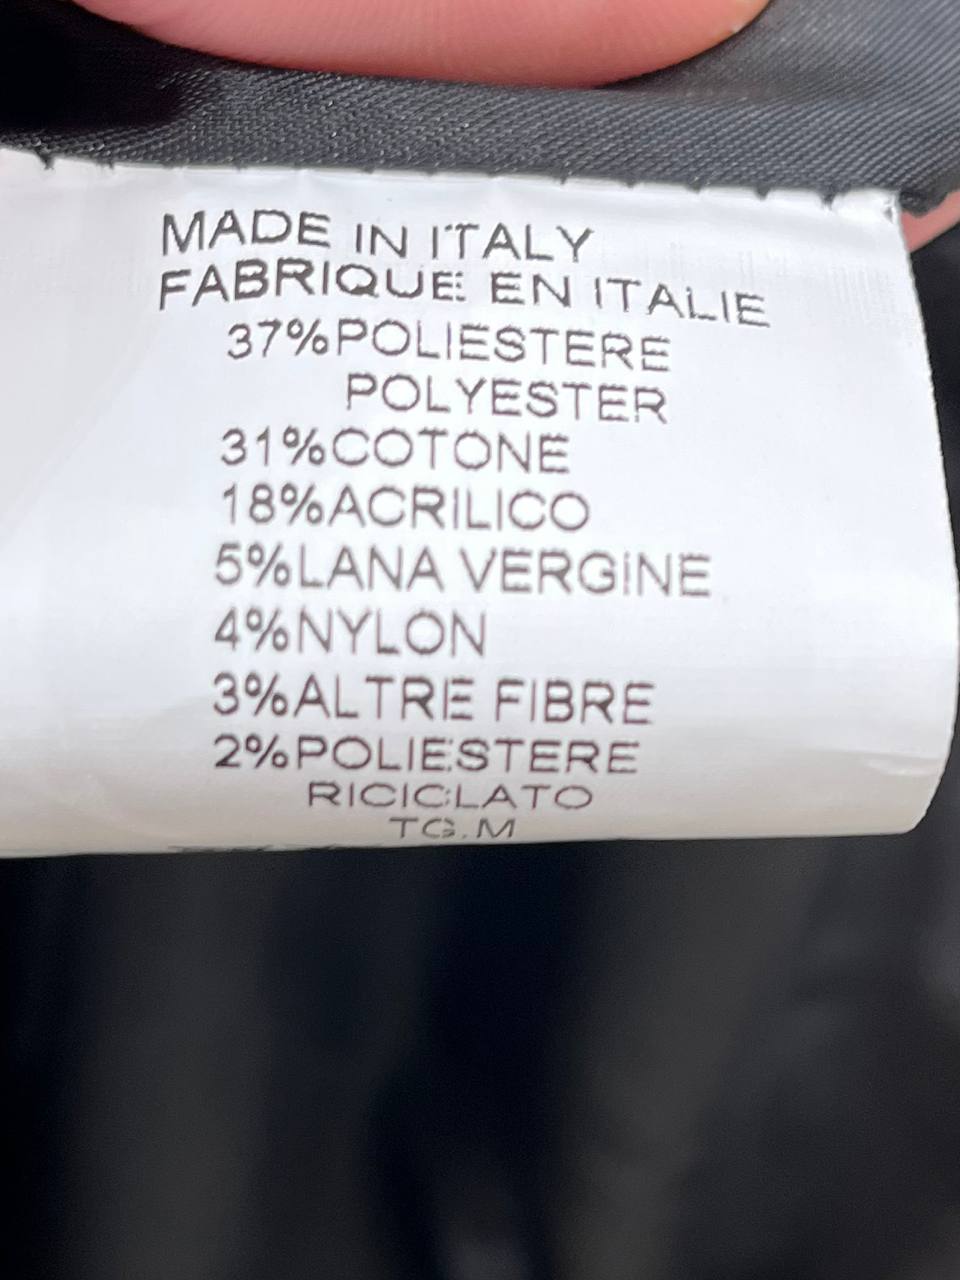 MADE IN ITALY
FABRIQUE EN ITALIE
37%POLIESTERE
POLYESTER
31%COTONE
18%ACRILICO
5%LANA VERGINE
4%NYLON
3%ALTRE FIBRE
2%POLIESTERE
RICICLATO
TG.M